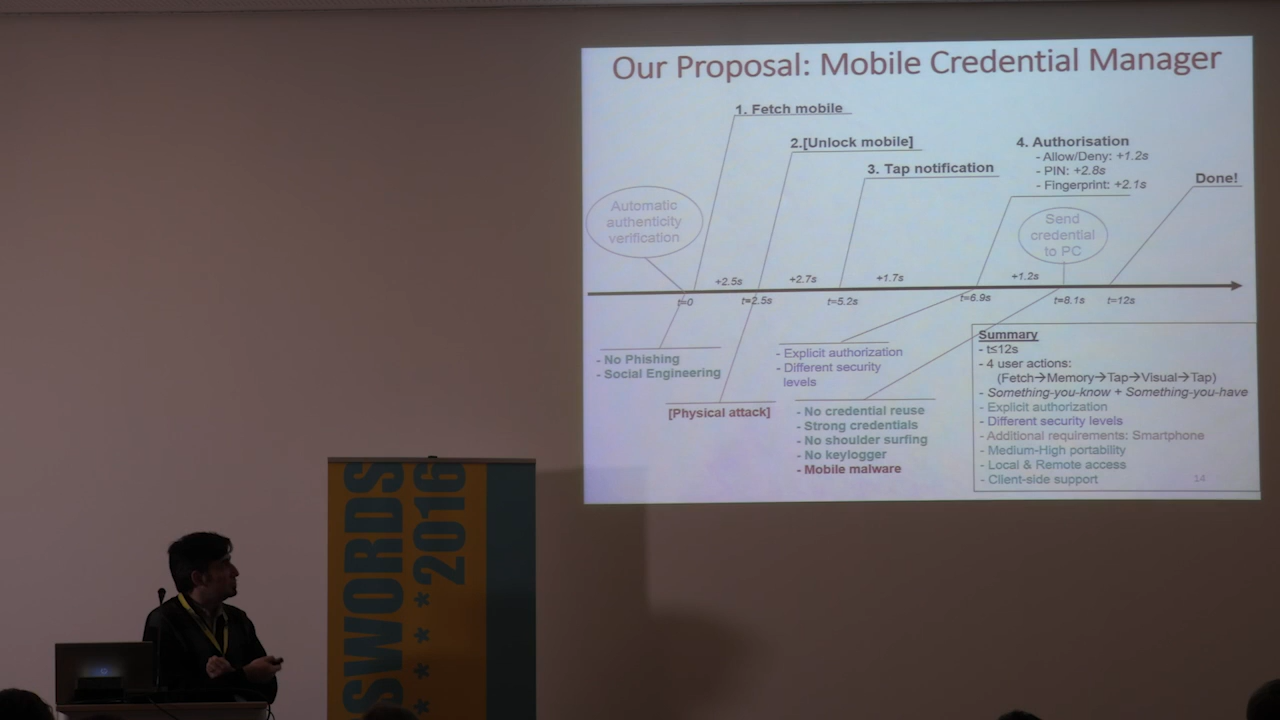 Our Proposal: Mobile Credential Manager
1. Fetch mobile
2.[Unlock mobile]
3. Tap notification
4. Authorisation
- Allow/Deny: +1.2s
- PIN: +2.8s
- Fingerprint: +2.1s
Done!
Automatic
authenticity
verification
Send
credential
to PC
+2.5s
+2.7s
+1.7s
+1.2s
t=0
t=2.5s
t=5.2s
t=6.9s
t=8.1s
t=12s
- No Phishing
- Social Engineering
[Physical attack]
- Explicit authorization
- Different security
levels
- No credential reuse
- Strong credentials
- No shoulder surfing
- No keylogger
- Mobile malware
Summary
- t≤12s
- 4 user actions:
(Fetch→Memory→Tap→Visual→Tap)
- Something-you-know + Something-you-have
- Explicit authorization
- Different security levels
- Additional requirements: Smartphone
- Medium-High portability
- Local & Remote access
- Client-side support
14
SWORDS
* * * *2016